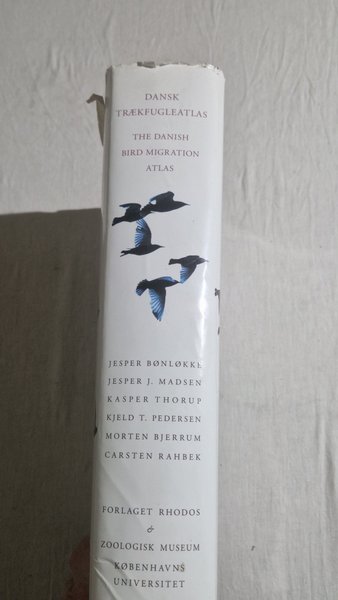 DANSK
TRÆKFUGLEATLAS
THE DANISH
BIRD MIGRATION
ATLAS
JESPER BØNLØKKE
JESPER J. MADSEN
KASPER THORUP
KJELD T. PEDERSEN
MORTEN BJERRUM
CARSTEN RAHBEK
FORLAGET RHODOS
&
ZOOLOGISK MUSEUM
KØBENHAVNS
UNIVERSITET